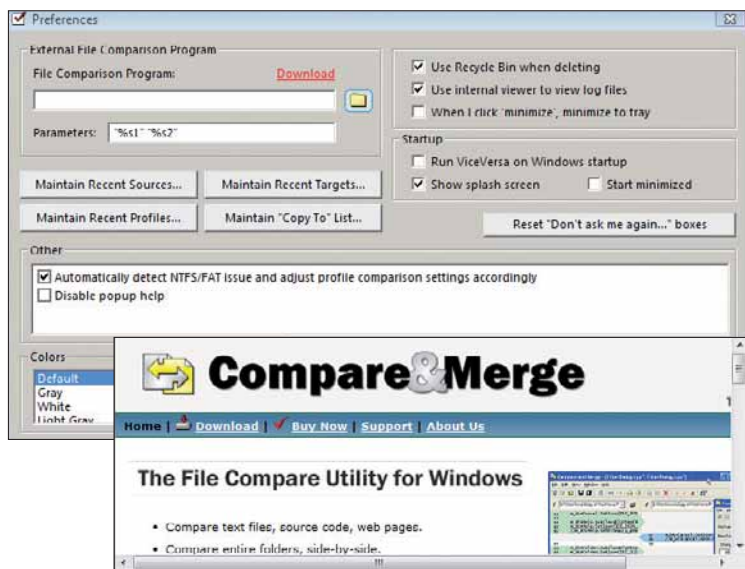 Preferences
External File Comparison Program
File Comparison Program: Download
Parameters: "%s1" "%s2"
Maintain Recent Sources... Maintain Recent Targets...
Maintain Recent Profiles... Maintain "Copy To" List...
Use Recycle Bin when deleting
Use internal viewer to view log files
When I click 'minimize', minimize to tray
Startup
Run ViceVersa on Windows startup
Show splash screen Start minimized
Reset "Don't ask me again..." boxes
Other
Automatically detect NTFS/FAT issue and adjust profile comparison settings accordingly
Disable popup help
Colors
Default
Gray
White
Light Gray
Compare&Merge
Home | Download | Buy Now | Support | About Us
The File Compare Utility for Windows
• Compare text files, source code, web pages.
• Compare entire folders, side-by-side.